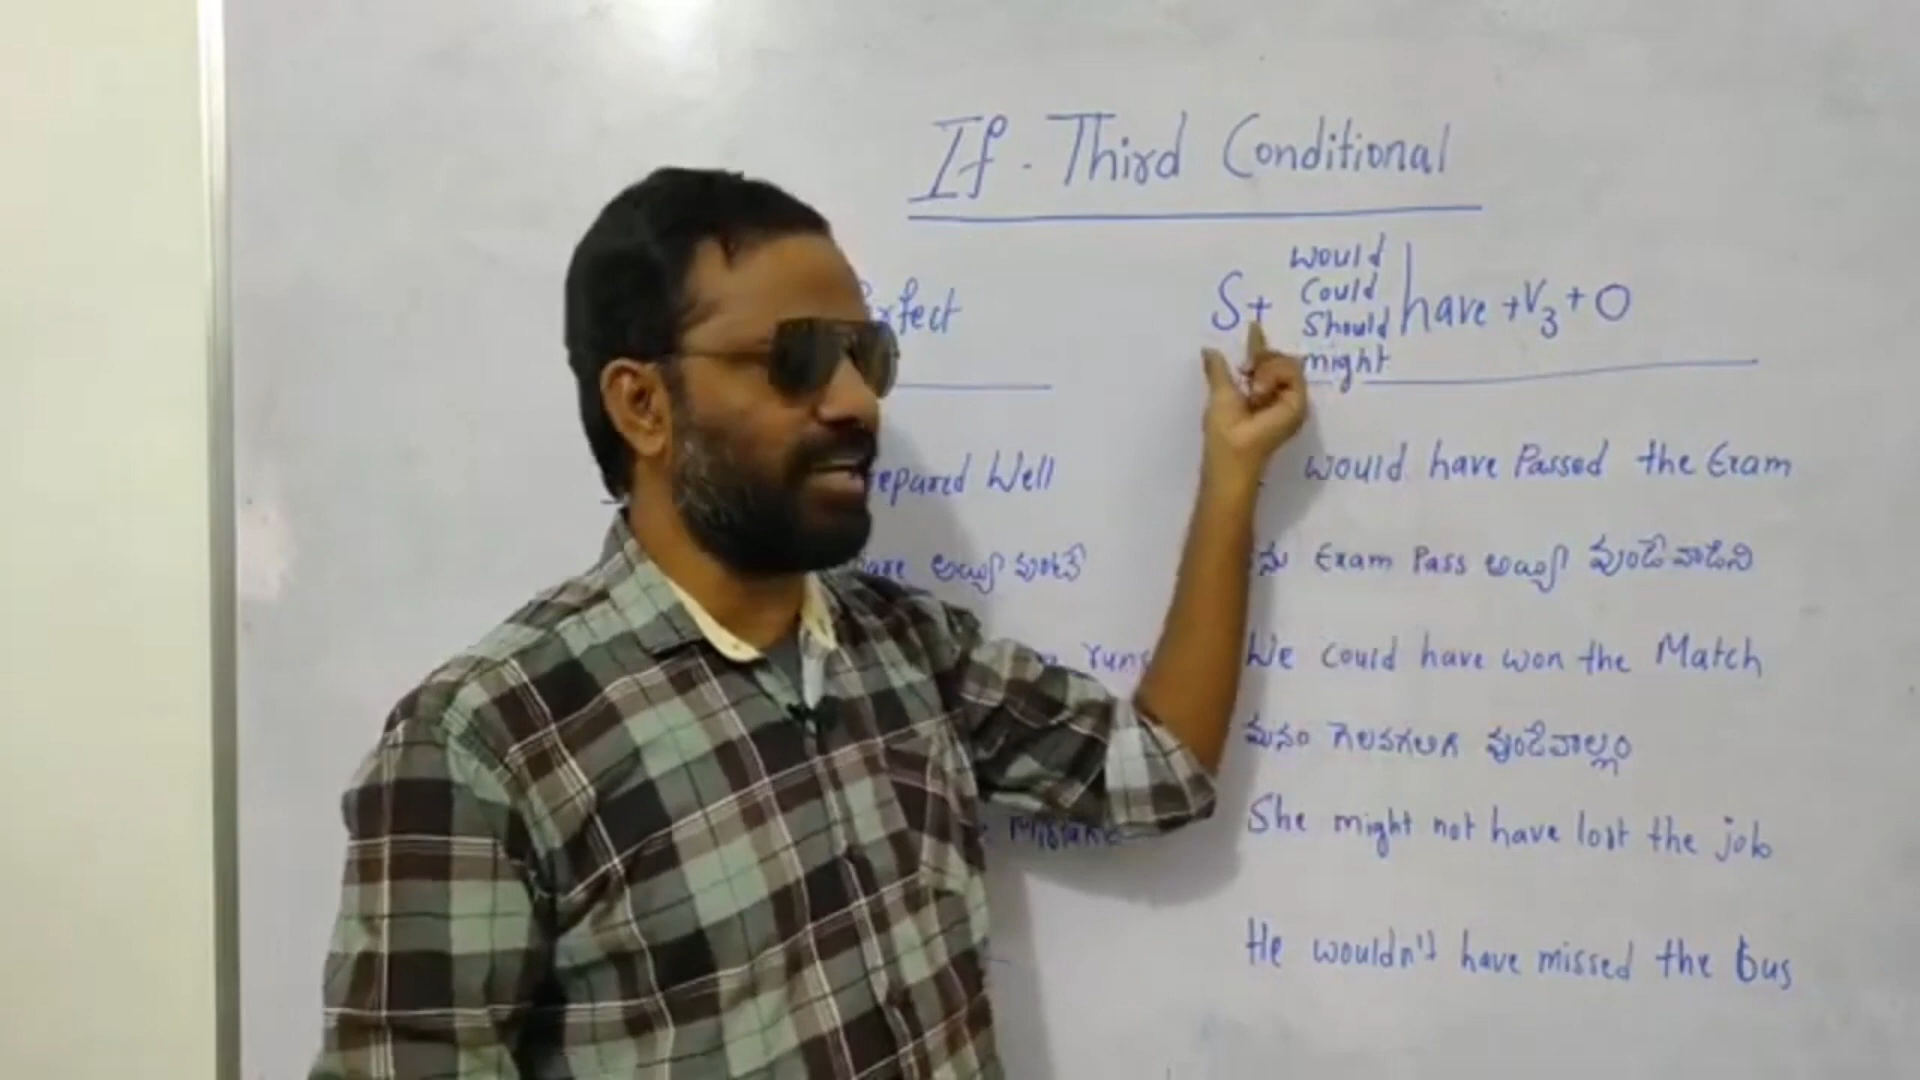 If - Third Conditional
S + would could should might have + V3 + O
Well would have Passed the Exam
అయ్యి వుంటే Exam Pass అయ్యి వుండేవాడిని
runs We could have won the Match
మనం గెలవగలిగి వుండేవాల్లం
Mistake She might not have lost the job
He wouldn't have missed the bus